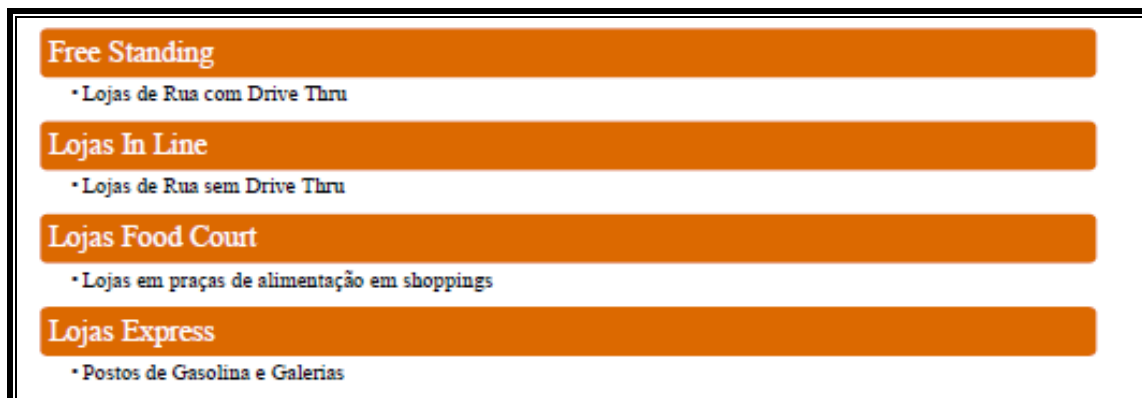 Free Standing
• Lojas de Rua com Drive Thru
Lojas In Line
• Lojas de Rua sem Drive Thru
Lojas Food Court
• Lojas em praças de alimentação em shoppings
Lojas Express
• Postos de Gasolina e Galerias